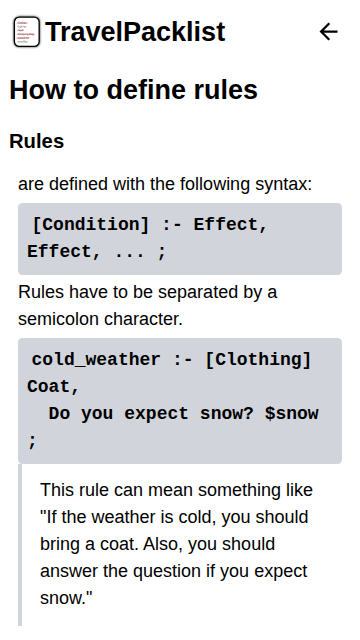 TravelPacklist
How to define rules
Rules
are defined with the following syntax:
[Condition] :- Effect,
Effect, ... ;
Rules have to be separated by a
semicolon character.
cold_weather :- [Clothing]
Coat,
Do you expect snow? $snow
;
This rule can mean something like
"If the weather is cold, you should
bring a coat. Also, you should
answer the question if you expect
snow."